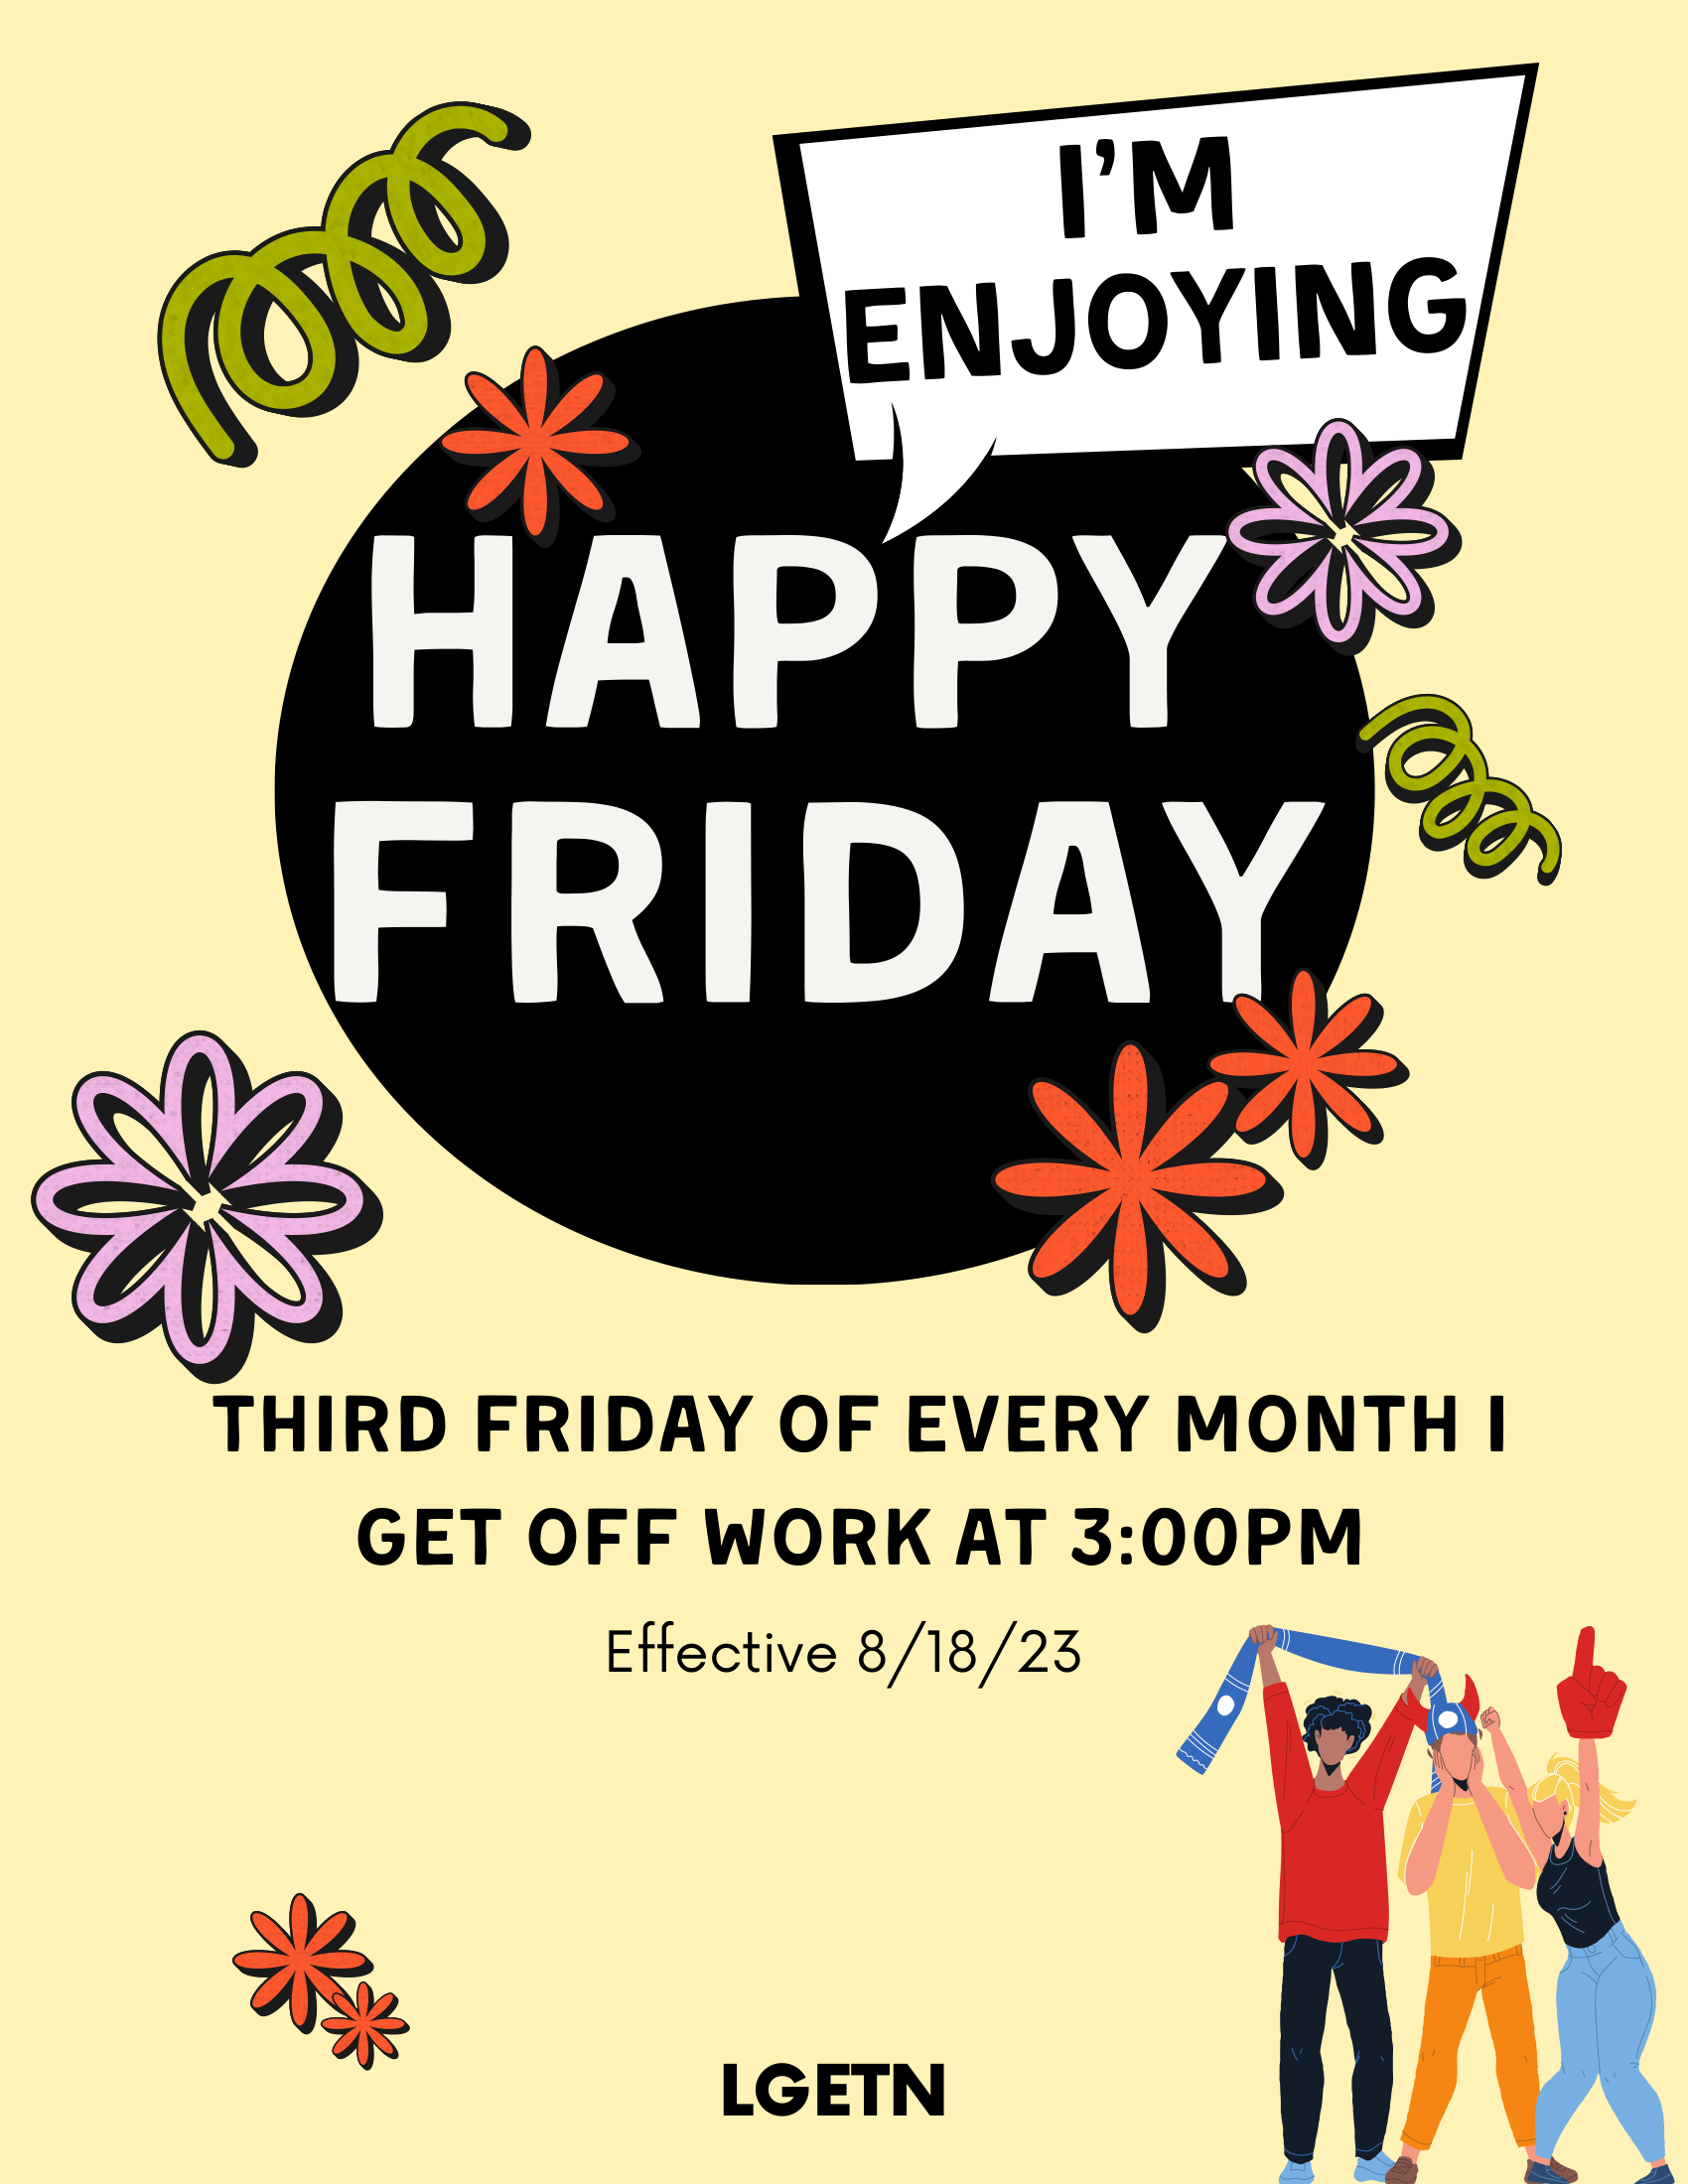 I'M
ENJOYING
HAPPY
FRIDAY
THIRD FRIDAY OF EVERY MONTH I
GET OFF WORK AT 3:00PM
Effective 8/18/23
LGETN